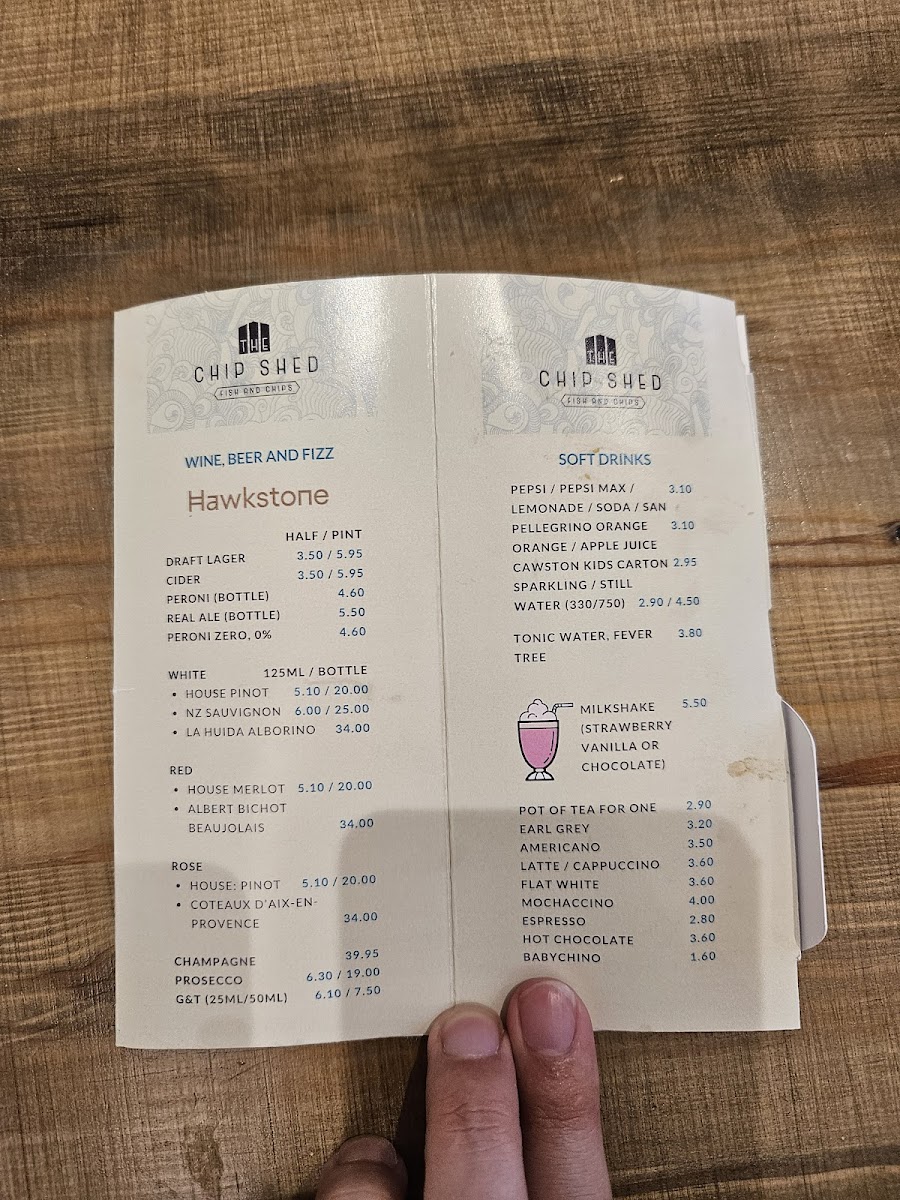 THE
CHIP SHED
FISH AND CHIPS
WINE, BEER AND FIZZ
Hawkstone
HALF / PINT
DRAFT LAGER 3.50 / 5.95
CIDER 3.50 / 5.95
PERONI (BOTTLE) 4.60
REAL ALE (BOTTLE) 5.50
PERONI ZERO, 0% 4.60
WHITE 125ML / BOTTLE
• HOUSE PINOT 5.10 / 20.00
• NZ SAUVIGNON 6.00 / 25.00
• LA HUIDA ALBORINO 34.00
RED
• HOUSE MERLOT 5.10 / 20.00
• ALBERT BICHOT
BEAUJOLAIS 34.00
ROSE
• HOUSE: PINOT 5.10 / 20.00
• COTEAUX D'AIX-EN-
PROVENCE 34.00
CHAMPAGNE 39.95
PROSECCO 6.30 / 19.00
G&T (25ML/50ML) 6.10 / 7.50
THE
CHIP SHED
FISH AND CHIPS
SOFT DRINKS
PEPSI / PEPSI MAX / 3.10
LEMONADE / SODA / SAN
PELLEGRINO ORANGE 3.10
ORANGE / APPLE JUICE
CAWSTON KIDS CARTON 2.95
SPARKLING / STILL
WATER (330/750) 2.90 / 4.50
TONIC WATER, FEVER 3.80
TREE
MILKSHAKE 5.50
(STRAWBERRY
VANILLA OR
CHOCOLATE)
POT OF TEA FOR ONE 2.90
EARL GREY 3.20
AMERICANO 3.50
LATTE / CAPPUCCINO 3.60
FLAT WHITE 3.60
MOCHACCINO 4.00
ESPRESSO 2.80
HOT CHOCOLATE 3.60
BABYCHINO 1.60